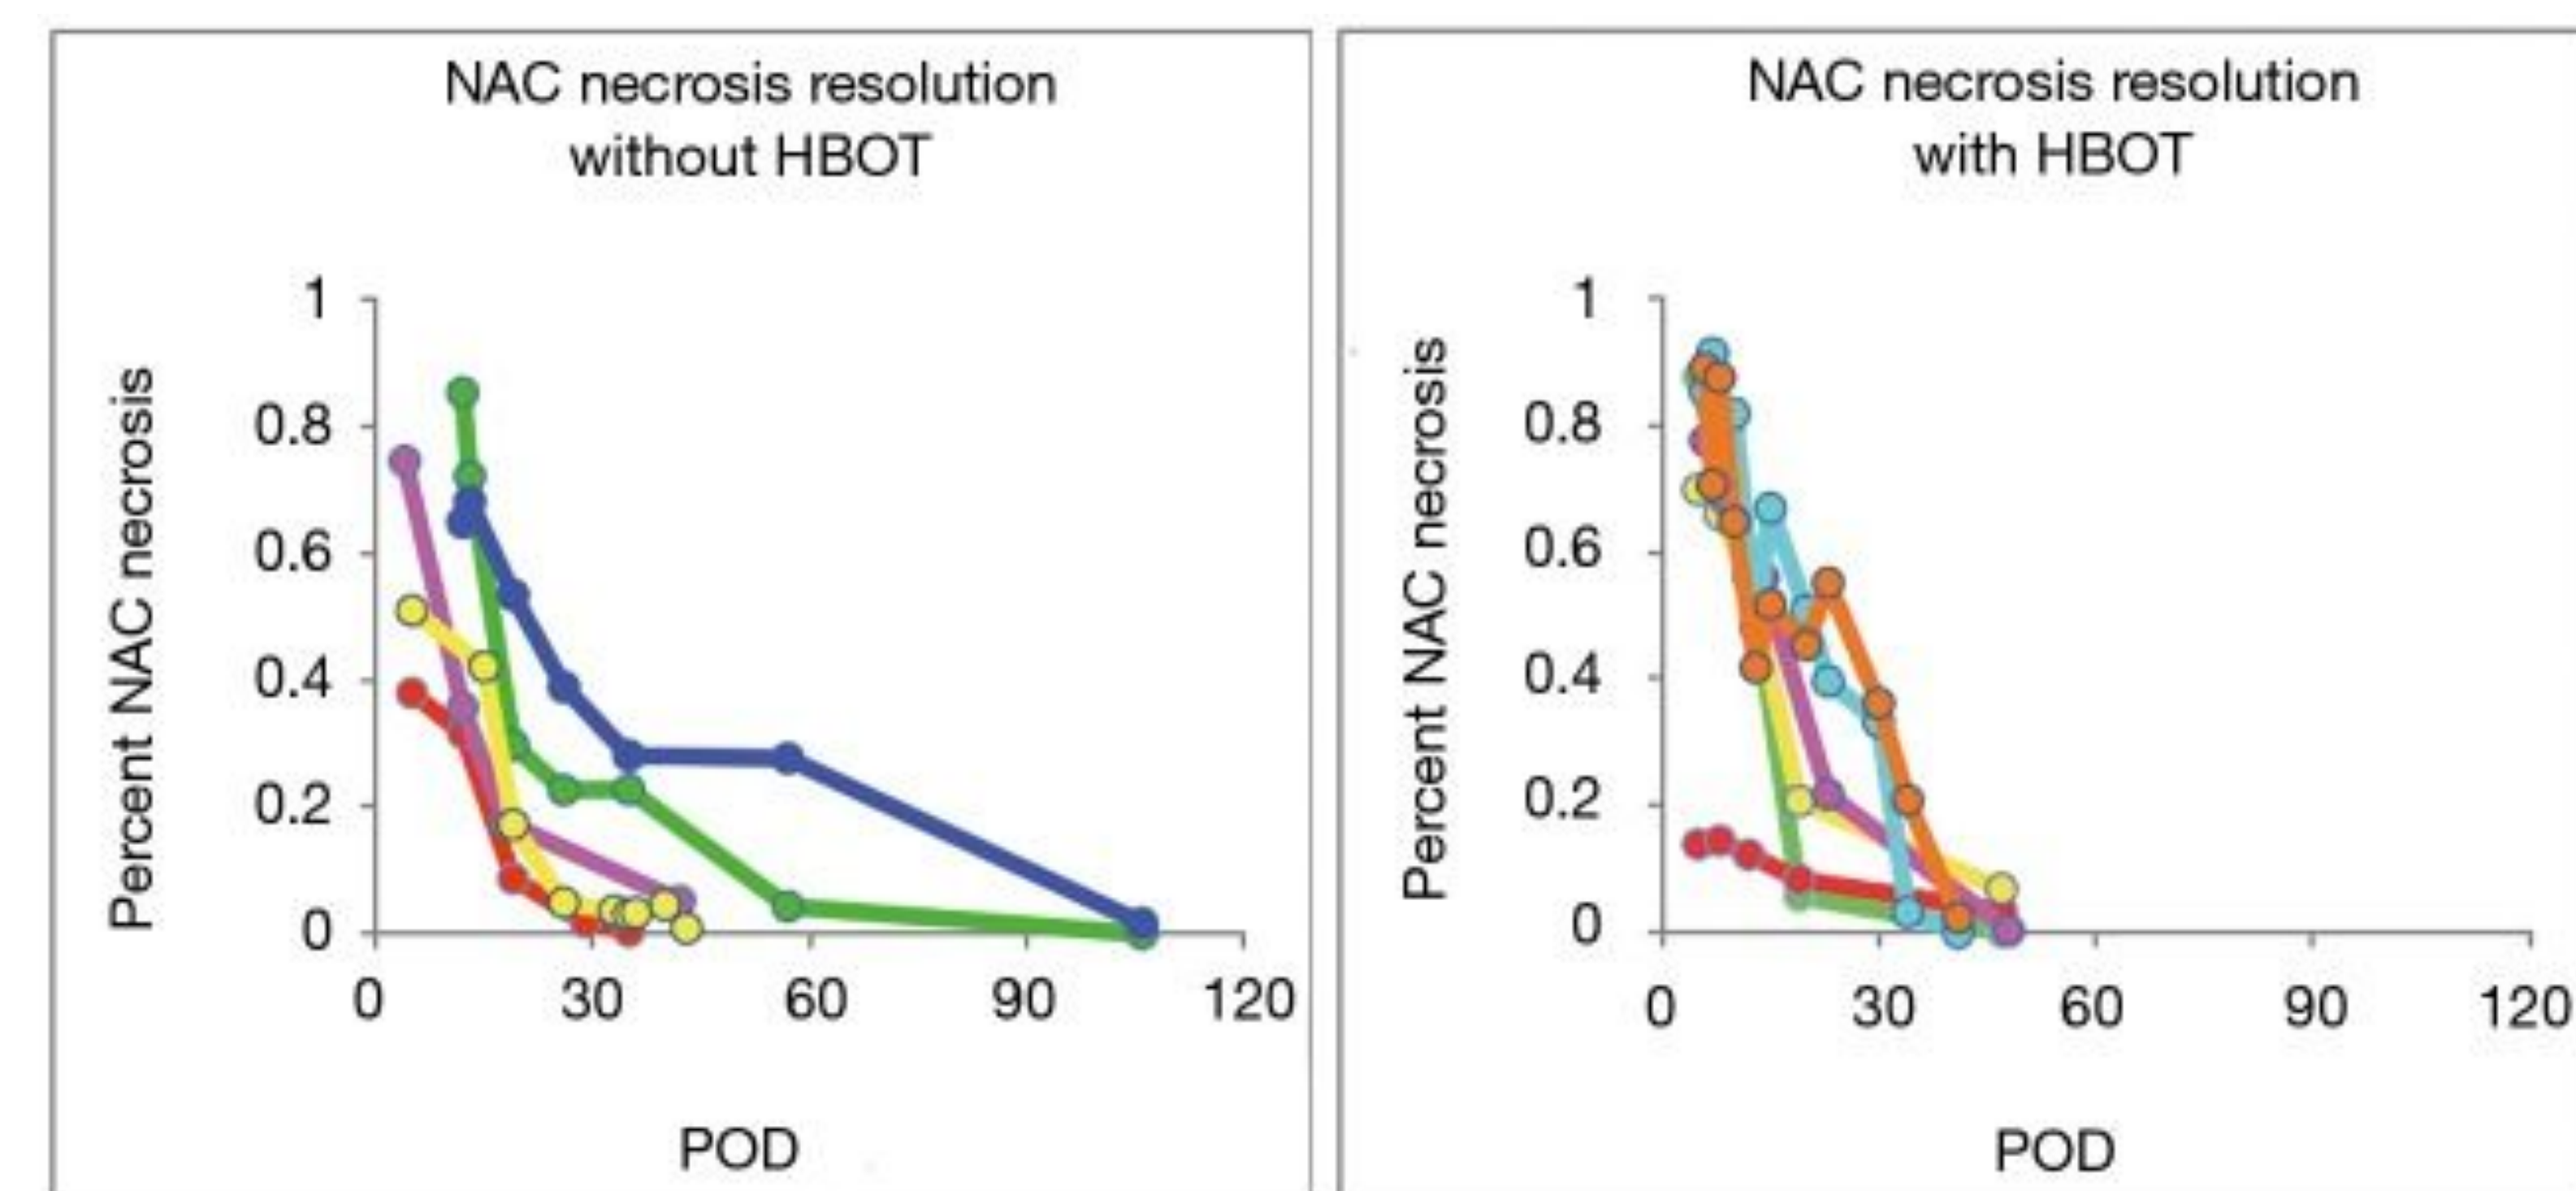 NAC necrosis resolution
without HBOT
Percent NAC necrosis
1
0.8
0.6
0.4
0.2
0
0 30 60 90 120
POD
NAC necrosis resolution
with HBOT
Percent NAC necrosis
1
0.8
0.6
0.4
0.2
0
0 30 60 90 120
POD